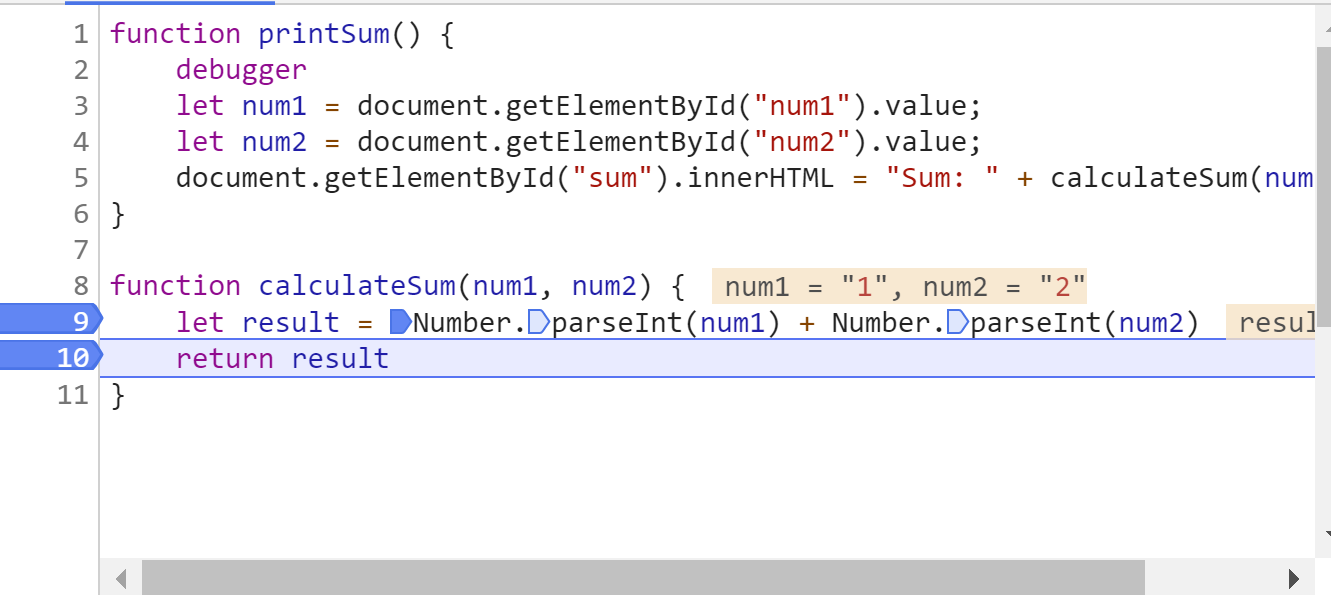 1 function printSum() {
2 debugger
3 let num1 = document.getElementById("num1").value;
4 let num2 = document.getElementById("num2").value;
5 document.getElementById("sum").innerHTML = "Sum: " + calculateSum(num
6 }
7
8 function calculateSum(num1, num2) { num1 = "1", num2 = "2"
9 let result = Number.parseInt(num1) + Number.parseInt(num2) resul
10 return result
11 }